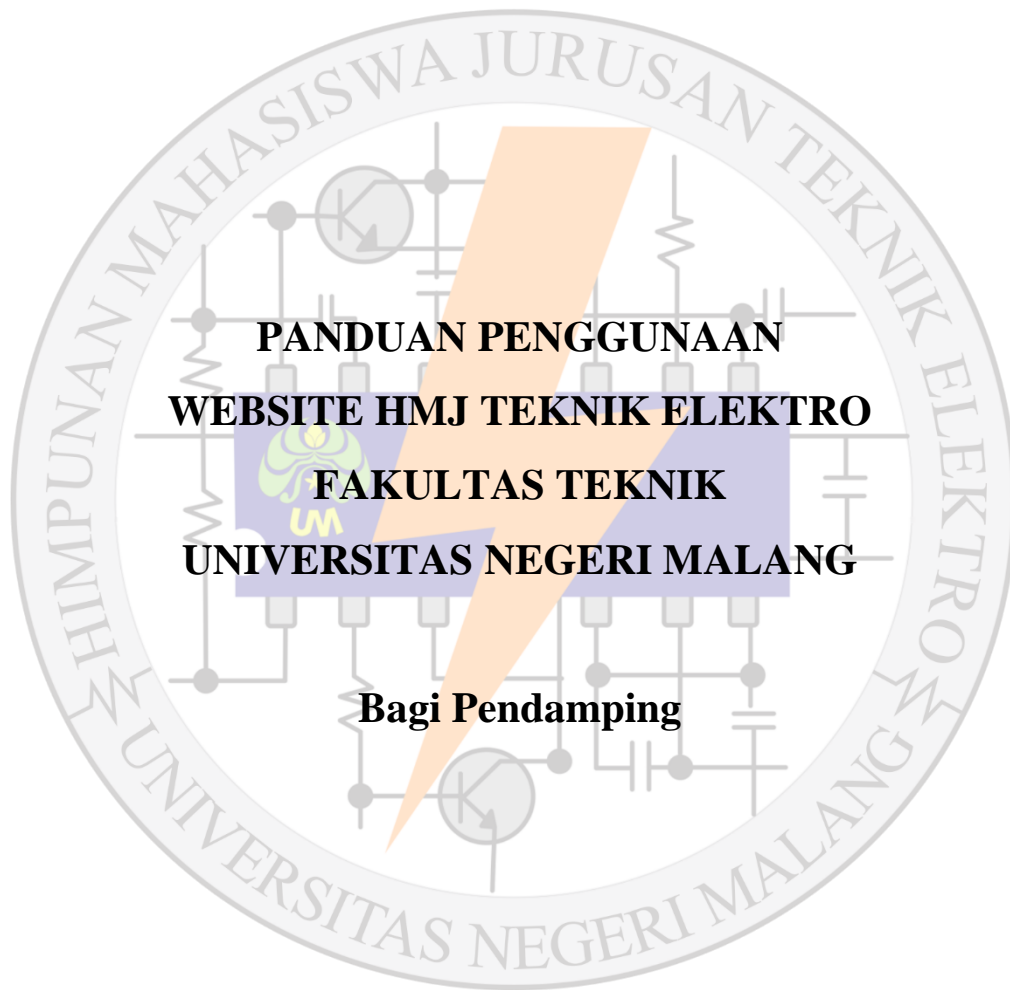 HIMPUNAN MAHASISWA JURUSAN TEKNIK ELEKTRO
PANDUAN PENGGUNAAN
WEBSITE HMJ TEKNIK ELEKTRO
FAKULTAS TEKNIK
UM
UNIVERSITAS NEGERI MALANG
Bagi Pendamping
UNIVERSITAS NEGERI MALANG